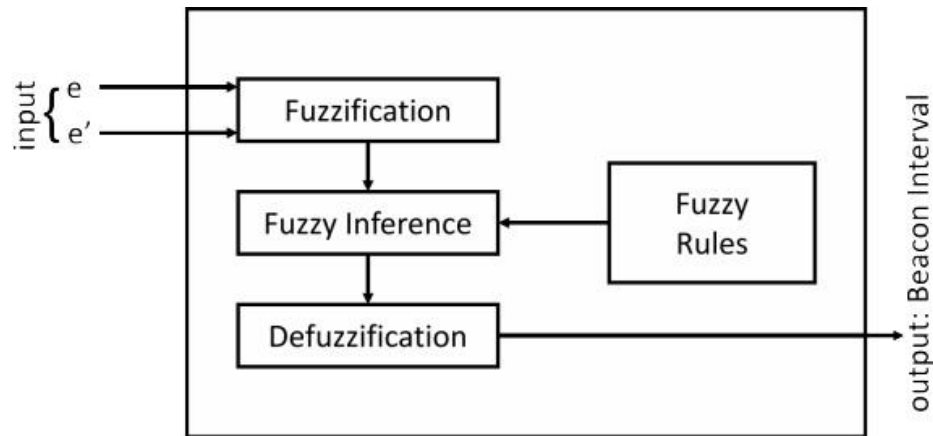 input
{
e
e'
Fuzzification
Fuzzy Inference
Fuzzy
Rules
Defuzzification
output: Beacon Interval